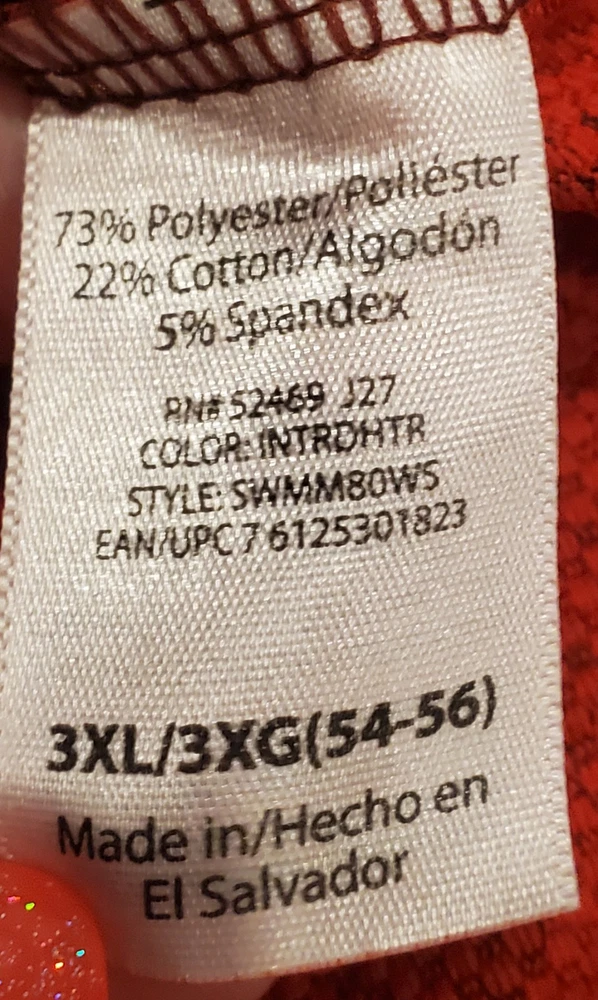 73% Polyester/Poliéster
22% Cotton/Algodón
5% Spandex
RN# 52469 J27
COLOR: INTRDHTR
STYLE: SWMM80WS
EAN/UPC 7 6125301823
3XL/3XG(54-56)
Made in/Hecho en
El Salvador